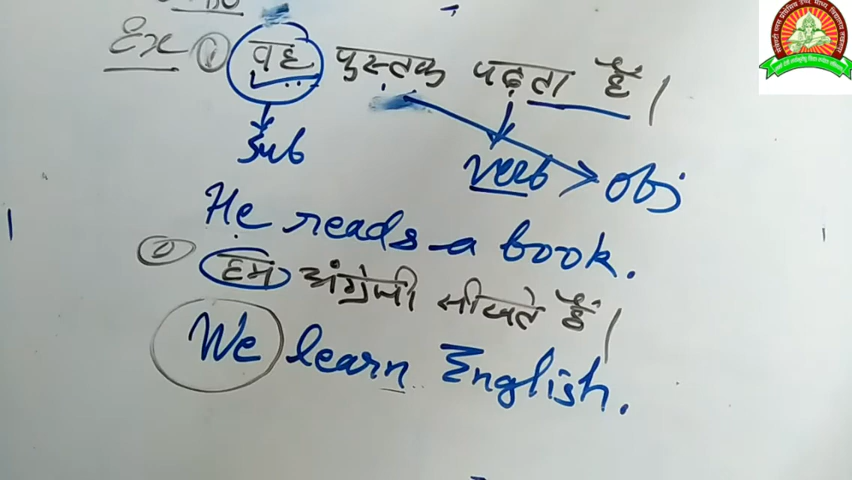 Ex ① वह पुस्तक पढ़ता हैं।
Sub
verb
obj
He reads a book.
② हम अंग्रेजी सीखते हैं।
We learn English.